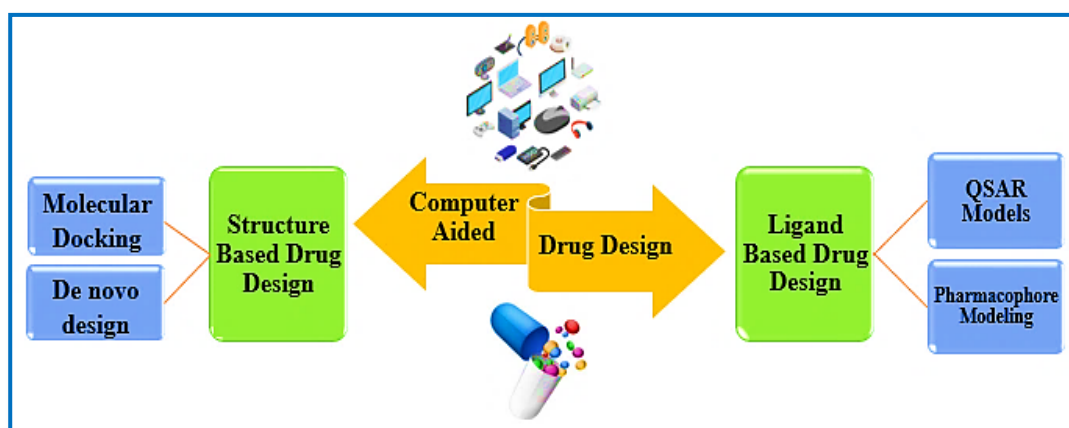 Molecular
Docking
De novo
design
Structure
Based Drug
Design
Computer
Aided
Drug Design
Ligand
Based Drug
Design
QSAR
Models
Pharmacophore
Modeling